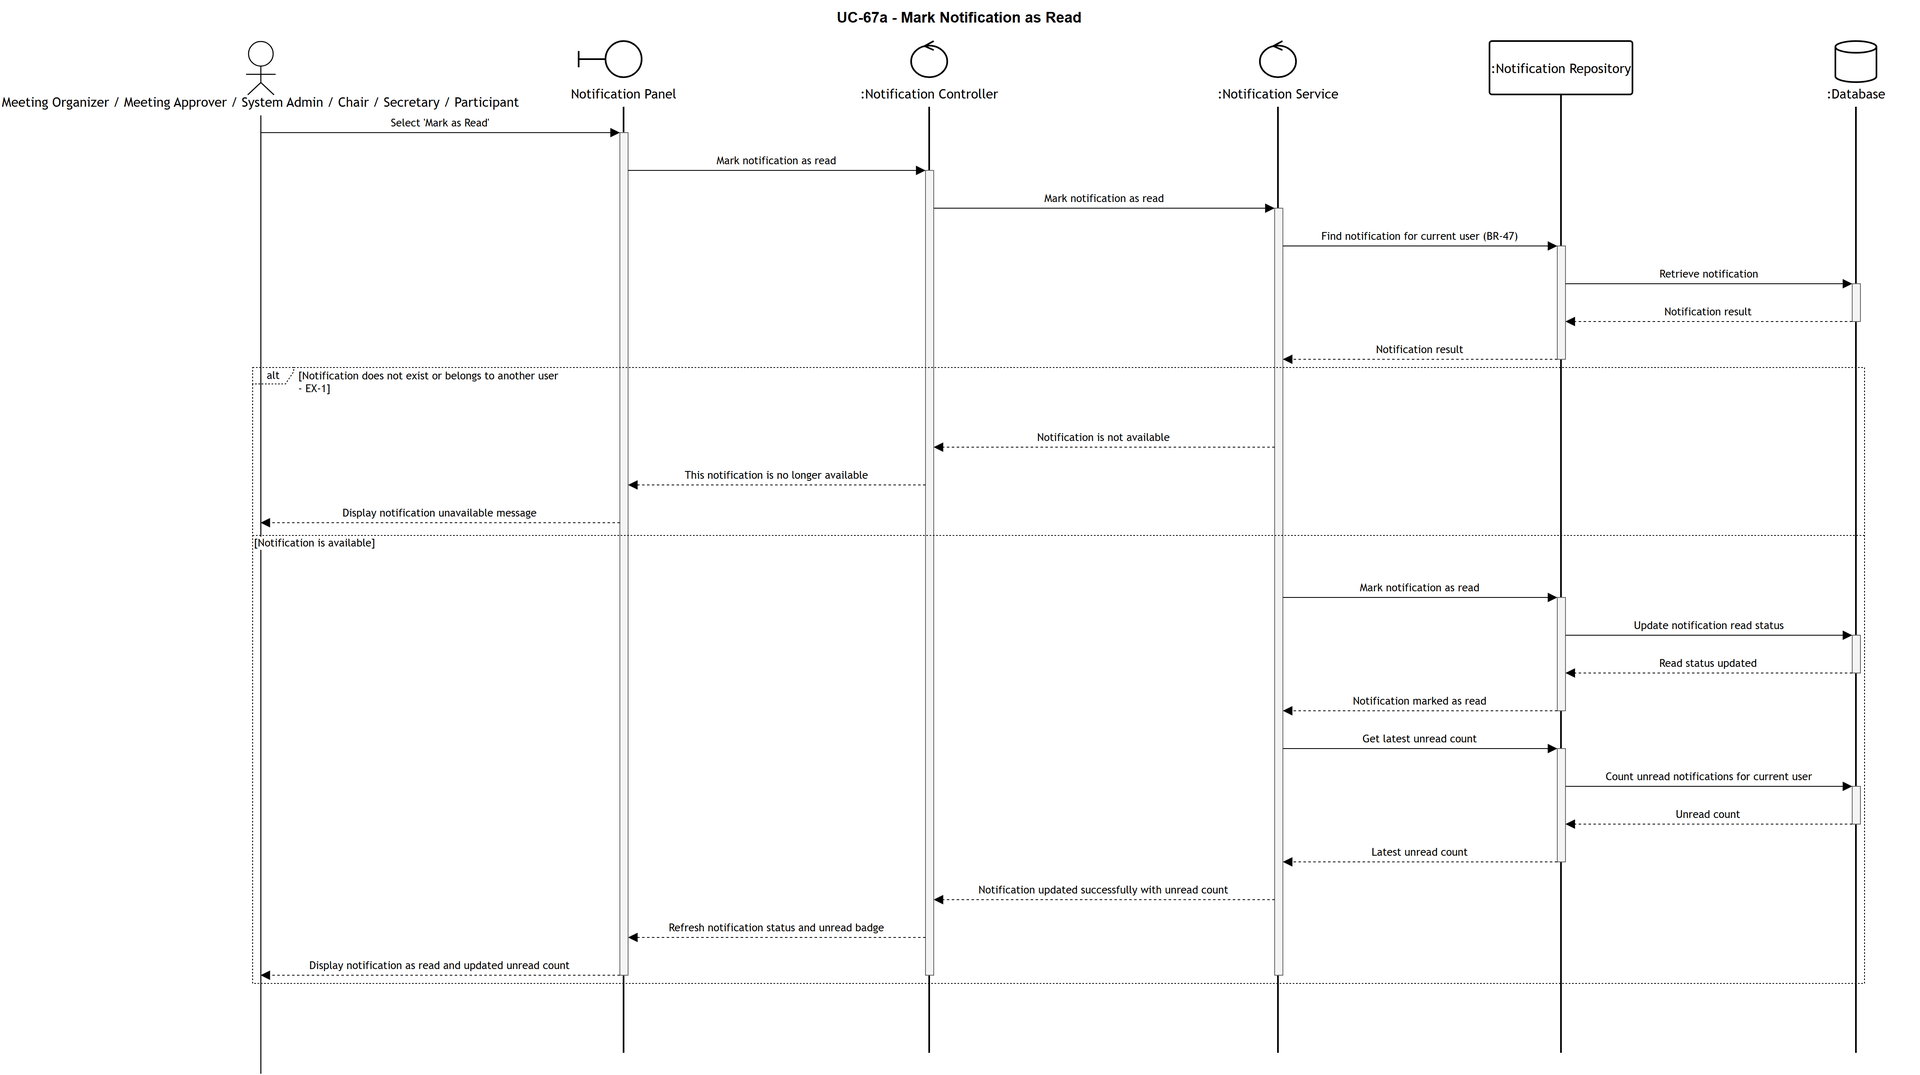 UC-67a - Mark Notification as Read
Meeting Organizer / Meeting Approver / System Admin / Chair / Secretary / Participant
Notification Panel
:Notification Controller
:Notification Service
:Notification Repository
:Database
Select 'Mark as Read'
Mark notification as read
Mark notification as read
Find notification for current user (BR-47)
Retrieve notification
Notification result
Notification result
alt
[Notification does not exist or belongs to another user
- EX-1]
Notification is not available
This notification is no longer available
Display notification unavailable message
[Notification is available]
Mark notification as read
Update notification read status
Read status updated
Notification marked as read
Get latest unread count
Count unread notifications for current user
Unread count
Latest unread count
Notification updated successfully with unread count
Refresh notification status and unread badge
Display notification as read and updated unread count